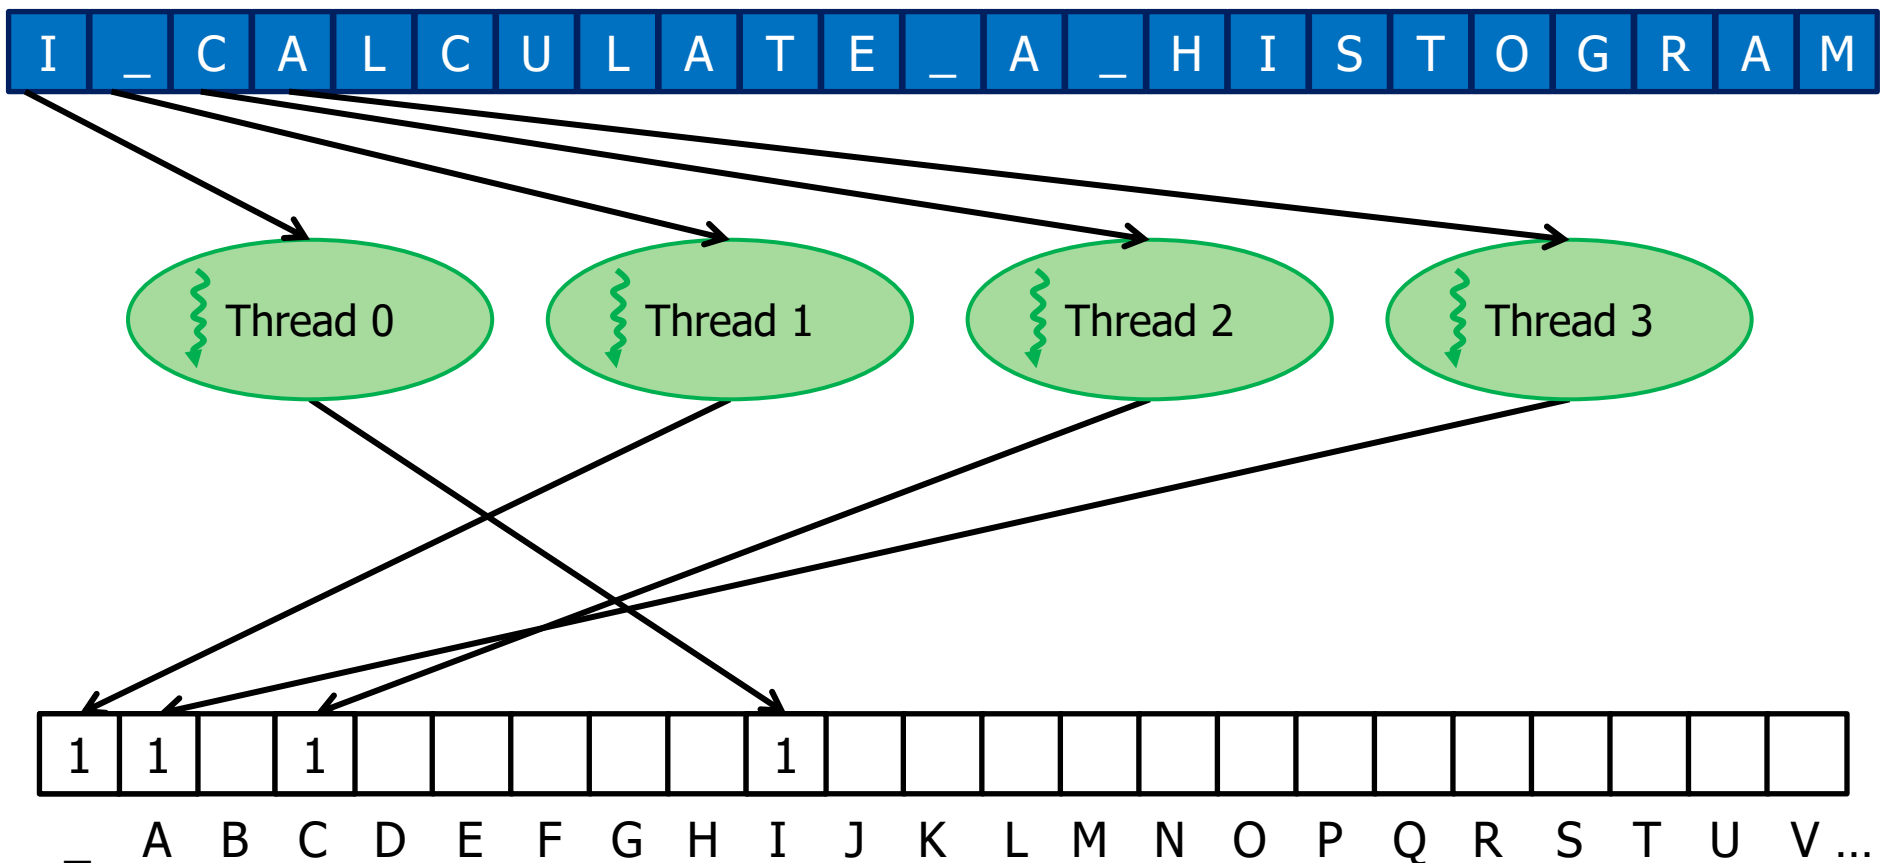 I _ C A L C U L A T E _ A _ H I S T O G R A M
Thread 0 Thread 1 Thread 2 Thread 3
1 1 1 1
_ A B C D E F G H I J K L M N O P Q R S T U V ...